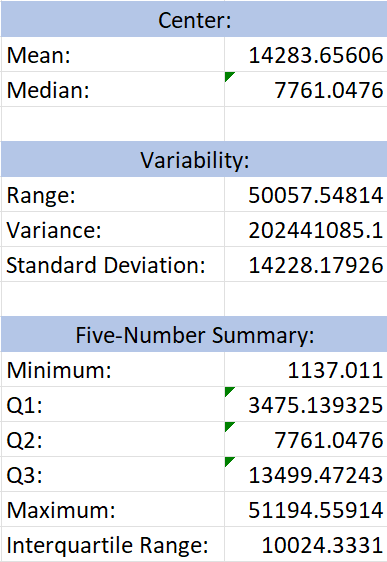 Center:
Mean: 14283.65606
Median: 7761.0476
Variability:
Range: 50057.54814
Variance: 202441085.1
Standard Deviation: 14228.17926
Five-Number Summary:
Minimum: 1137.011
Q1: 3475.139325
Q2: 7761.0476
Q3: 13499.47243
Maximum: 51194.55914
Interquartile Range: 10024.3331